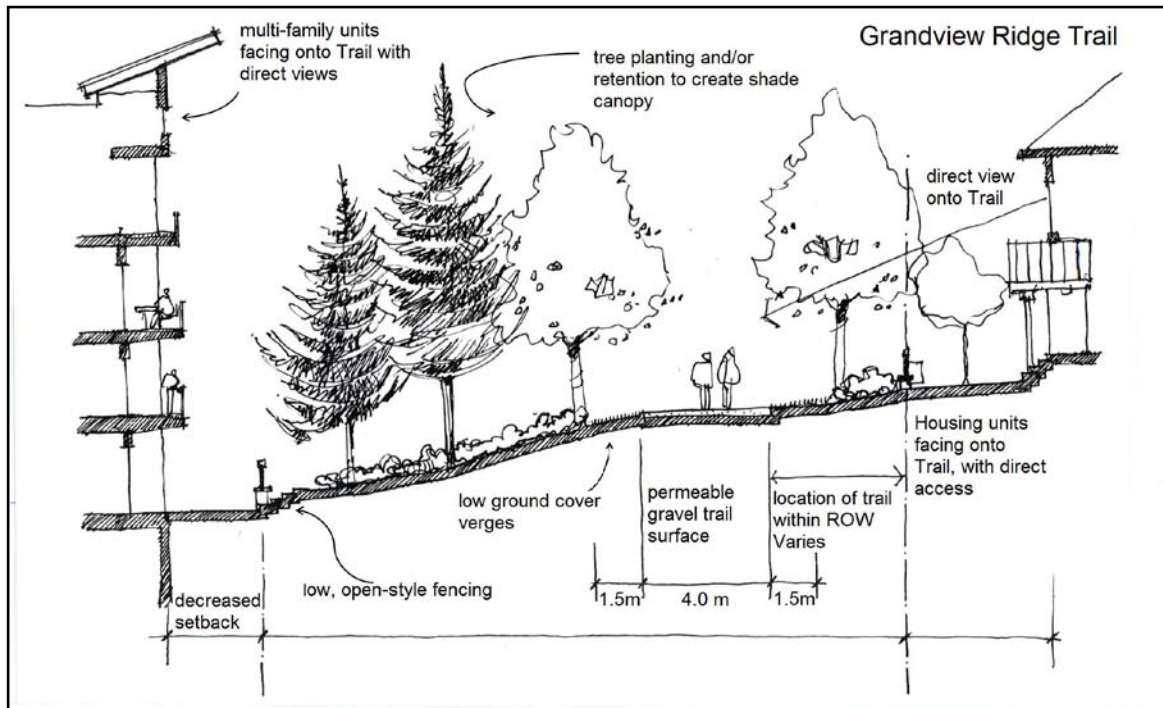 Grandview Ridge Trail
multi-family units
facing onto Trail with
direct views
tree planting and/or
retention to create shade
canopy
direct view
onto Trail
Housing units
facing onto
Trail, with direct
access
low ground cover
verges
permeable
gravel trail
surface
location of trail
within ROW
Varies
low, open-style fencing
1.5m
4.0 m
1.5m
decreased
setback